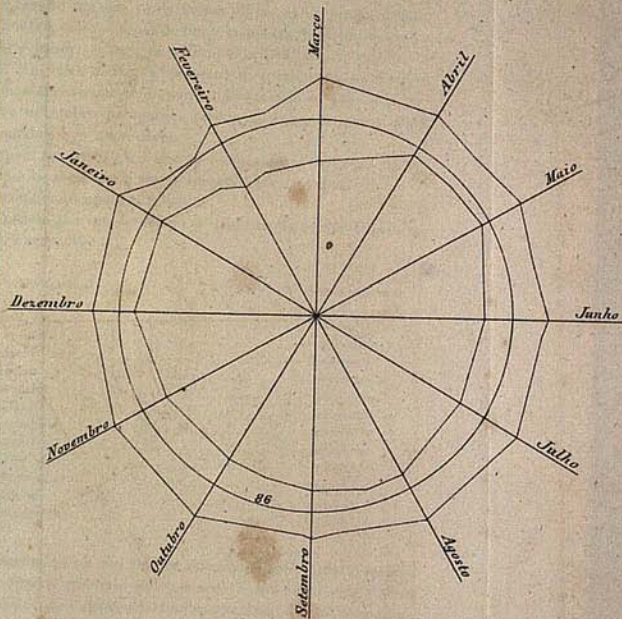 Março
Abril
Maio
Junho
Julho
Agosto
Setembro
Outubro
Novembro
Dezembro
Janeiro
Fevereiro
86